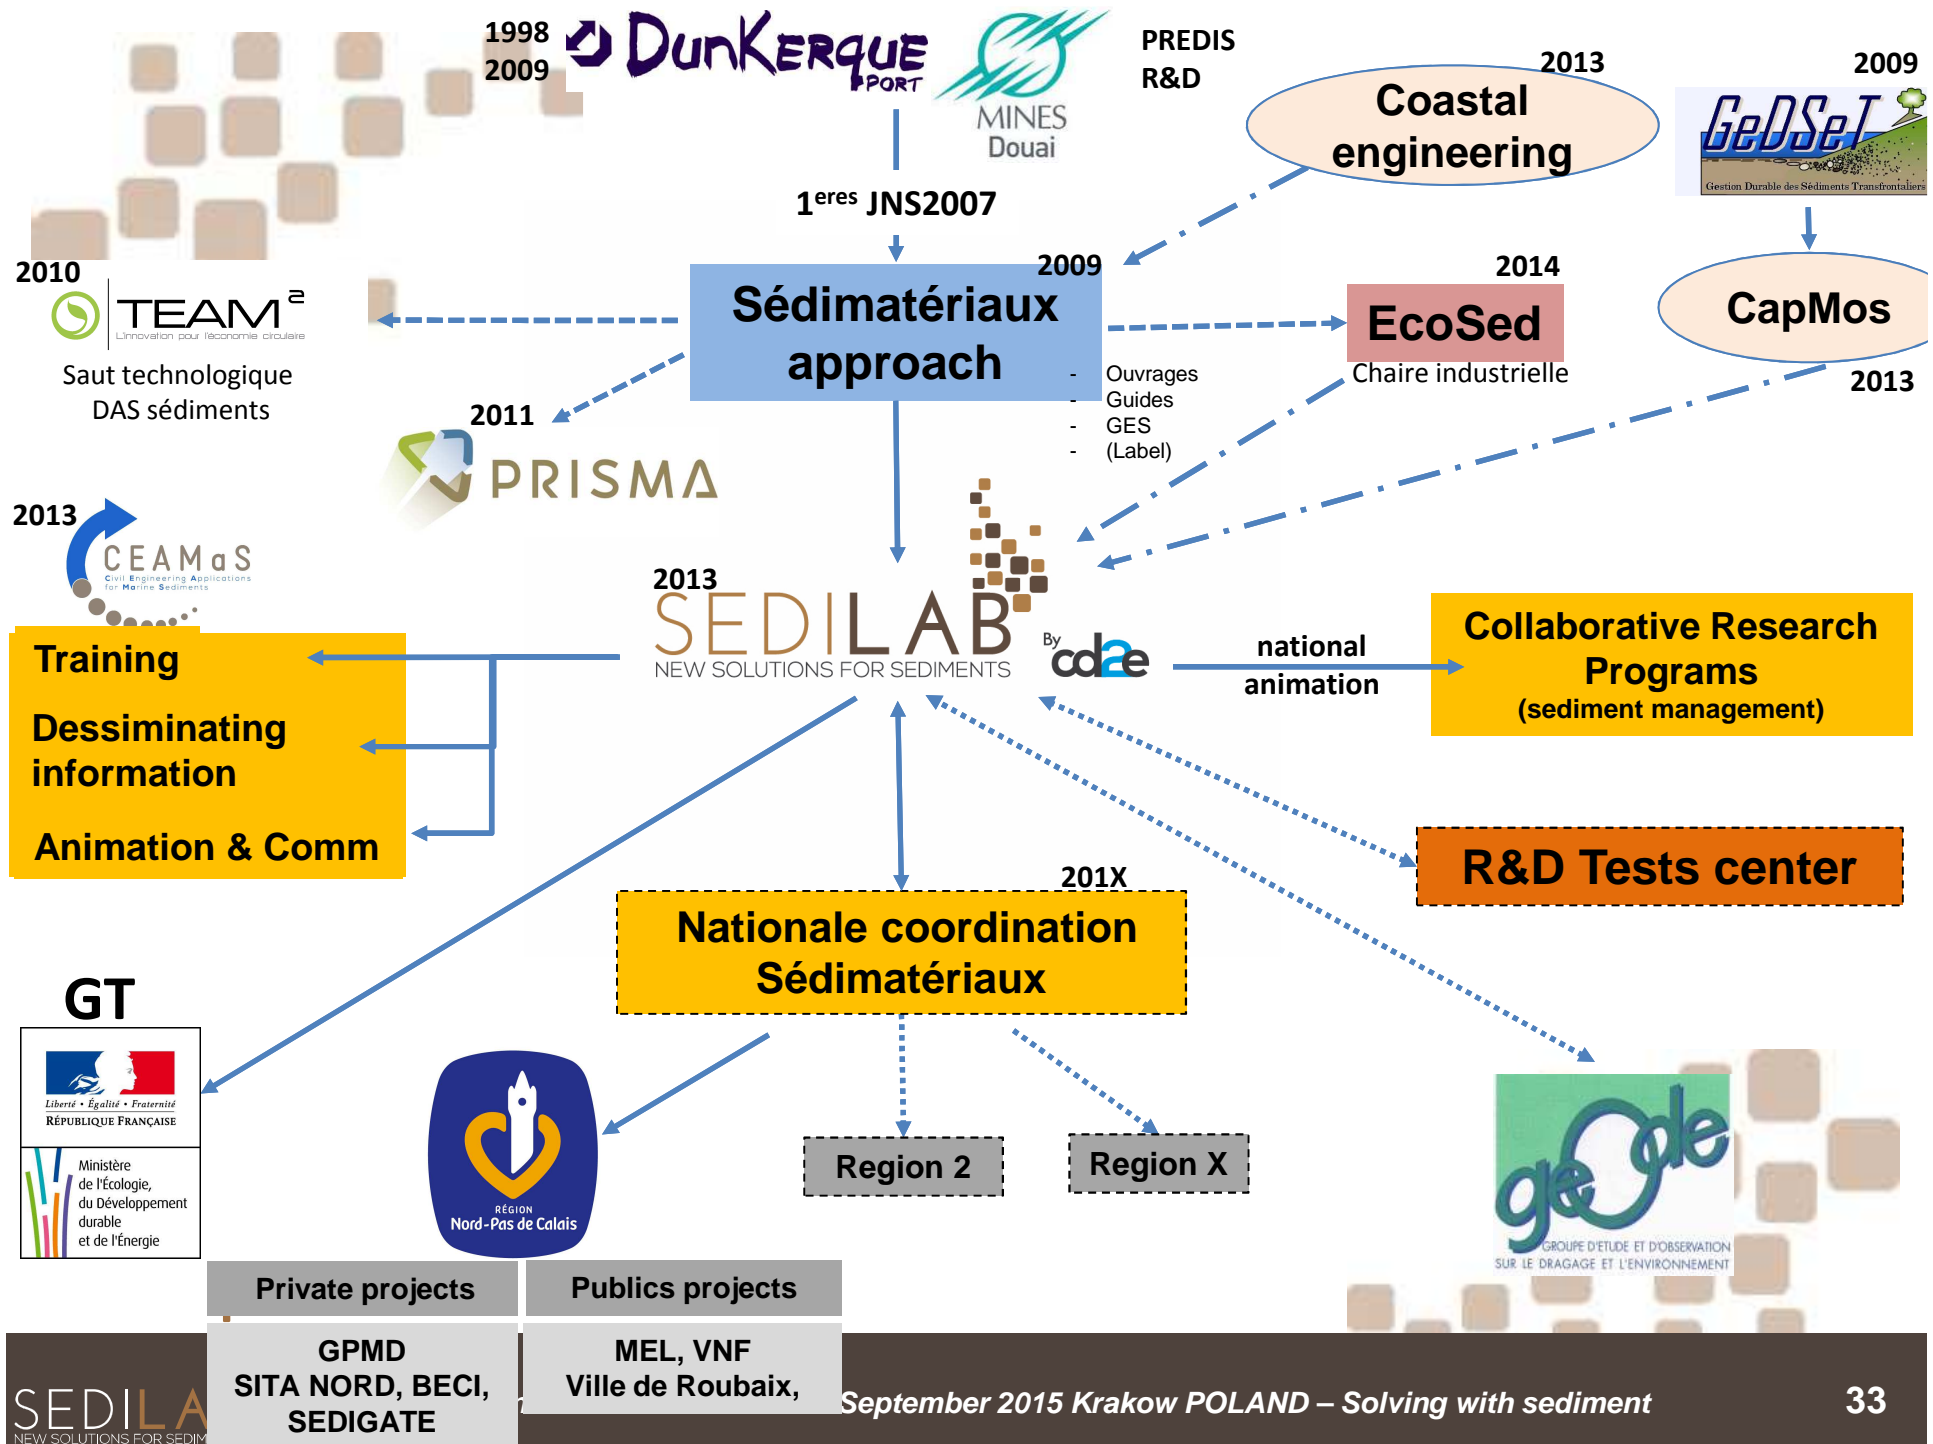 1998
2009
DunKERQUE
PORT
MINES
Douai
PREDIS
R&D
2013
Coastal
engineering
2009
GeDSeT
Gestion Durable des Sédiments Transfrontaliers
1eres JNS2007
2010
TEAM²
L'innovation pour l'économie circulaire
Saut technologique
DAS sédiments
2009
Sédimatériaux
approach
- Ouvrages
- Guides
- GES
- (Label)
2014
EcoSed
Chaire industrielle
CapMos
2013
2011
PRISMA
2013
CEAMaS
Civil Engineering Applications
for Marine Sediments
2013
SEDILAB
NEW SOLUTIONS FOR SEDIMENTS
By
cd2e
national
animation
Collaborative Research
Programs
(sediment management)
Training
Dessiminating
information
Animation & Comm
R&D Tests center
201X
Nationale coordination
Sédimatériaux
GT
Liberté • Égalité • Fraternité
RÉPUBLIQUE FRANÇAISE
Ministère
de l'Écologie,
du Développement
durable
et de l'Énergie
RÉGION
Nord-Pas de Calais
Region 2
Region X
geode
GROUPE D'ETUDE ET D'OBSERVATION
SUR LE DRAGAGE ET L'ENVIRONNEMENT
Private projects
Publics projects
GPMD
SITA NORD, BECI,
SEDIGATE
MEL, VNF
Ville de Roubaix,
SEDILA
NEW SOLUTIONS FOR SEDIM
September 2015 Krakow POLAND – Solving with sediment
33